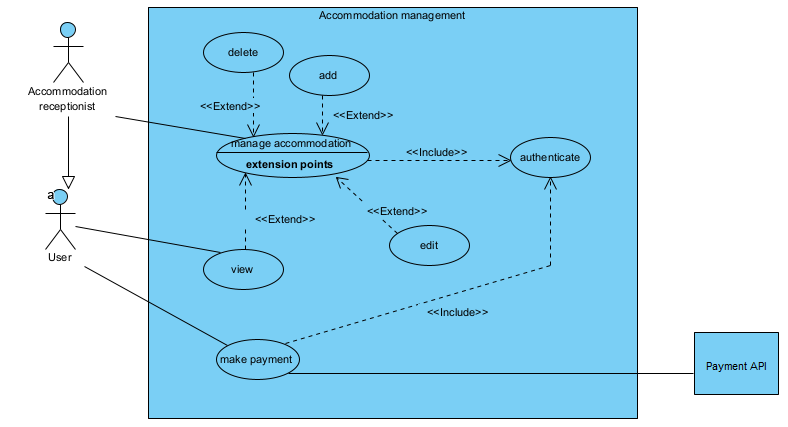 Accommodation management
delete
add
Accommodation
receptionist
<<Extend>>
<<Extend>>
manage accommodation
extension points
<<Include>>
authenticate
a
User
<<Extend>>
<<Extend>>
edit
view
<<Include>>
make payment
Payment API